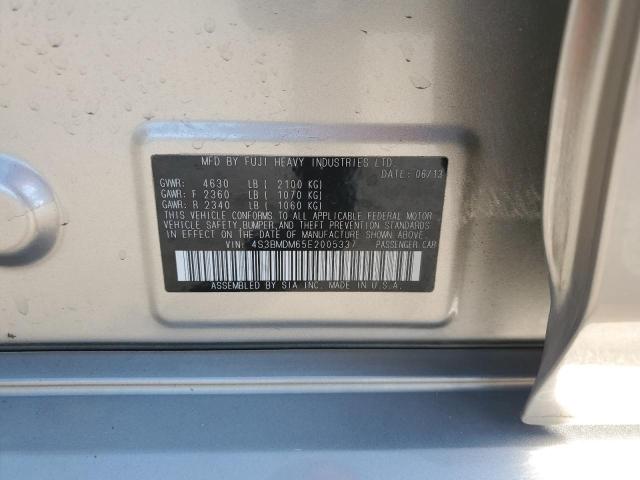 MFD BY FUJI HEAVY INDUSTRIES LTD.
DATE: 06/13
GVWR: 4630 LB ( 2100 KG)
GAWR: F 2360 LB ( 1070 KG)
GAWR: R 2340 LB ( 1060 KG)
THIS VEHICLE CONFORMS TO ALL APPLICABLE FEDERAL MOTOR
VEHICLE SAFETY, BUMPER, AND THEFT PREVENTION STANDARDS
IN EFFECT ON THE DATE OF MANUFACTURE SHOWN ABOVE.
VIN: 4S3BMDM65E2005337 PASSENGER CAR
ASSEMBLED BY SIA INC. MADE IN U.S.A.